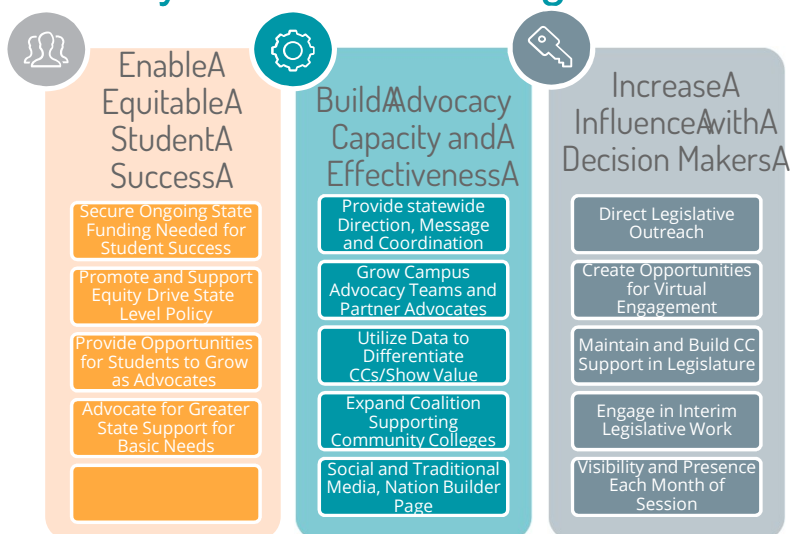 EnableA
EquitableA
StudentA
SuccessA
Secure Ongoing State
Funding Needed for
Student Success
Promote and Support
Equity Drive State
Level Policy
Provide Opportunities
for Students to Grow
as Advocates
Advocate for Greater
State Support for
Basic Needs
BuildAAdvocacy
Capacity andA
EffectivenessA
Provide statewide
Direction, Message
and Coordination
Grow Campus
Advocacy Teams and
Partner Advocates
Utilize Data to
Differentiate
CCs/Show Value
Expand Coalition
Supporting
Community Colleges
Social and Traditional
Media, Nation Builder
Page
IncreaseA
InfluenceAwithA
Decision MakersA
Direct Legislative
Outreach
Create Opportunities
for Virtual
Engagement
Maintain and Build CC
Support in Legislature
Engage in Interim
Legislative Work
Visibility and Presence
Each Month of
Session